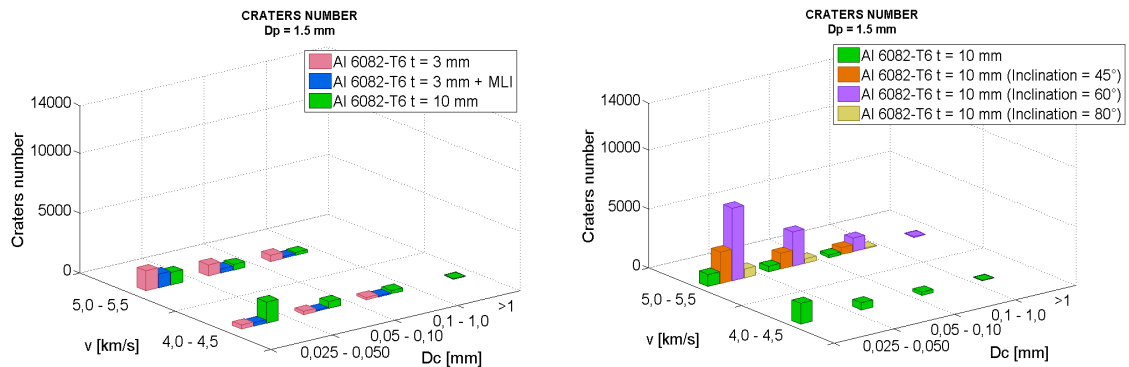 CRATERS NUMBER
Dp = 1.5 mm
Al 6082-T6 t = 3 mm
Al 6082-T6 t = 3 mm + MLI
Al 6082-T6 t = 10 mm
14000
10000
5000
0
Craters number
5,0 - 5,5
4,0 - 4,5
v [km/s]
0,025 - 0,050
0,05 - 0,10
0,1 - 1,0
>1
Dc [mm]
CRATERS NUMBER
Dp = 1.5 mm
Al 6082-T6 t = 10 mm
Al 6082-T6 t = 10 mm (Inclination = 45°)
Al 6082-T6 t = 10 mm (Inclination = 60°)
Al 6082-T6 t = 10 mm (Inclination = 80°)
14000
10000
5000
0
Craters number
5,0 - 5,5
4,0 - 4,5
v [km/s]
0,025 - 0,050
0,05 - 0,10
0,1 - 1,0
>1
Dc [mm]